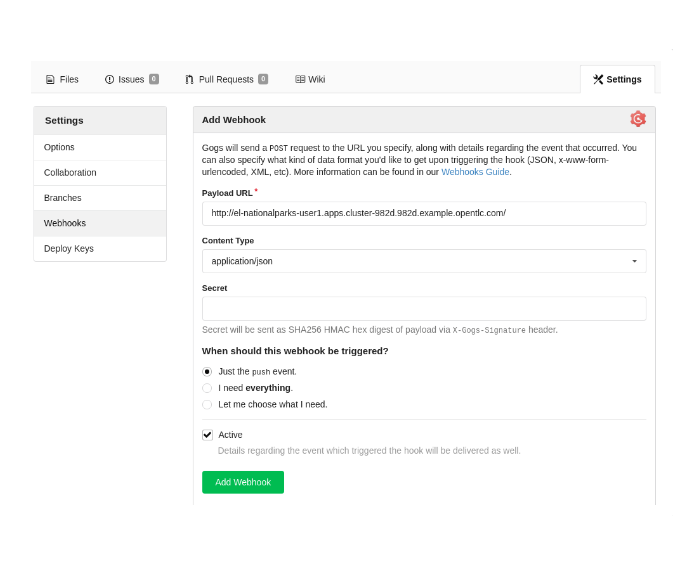 Files
Issues 0
Pull Requests 0
Wiki
Settings
Settings
Options
Collaboration
Branches
Webhooks
Deploy Keys
Add Webhook
Gogs will send a POST request to the URL you specify, along with details regarding the event that occurred. You
can also specify what kind of data format you'd like to get upon triggering the hook (JSON, x-www-form-
urlencoded, XML, etc). More information can be found in our Webhooks Guide.
Payload URL *
http://el-nationalparks-user1.apps.cluster-982d.982d.example.opentlc.com/
Content Type
application/json
Secret
Secret will be sent as SHA256 HMAC hex digest of payload via X-Gogs-Signature header.
When should this webhook be triggered?
Just the push event.
I need everything.
Let me choose what I need.
Active
Details regarding the event which triggered the hook will be delivered as well.
Add Webhook